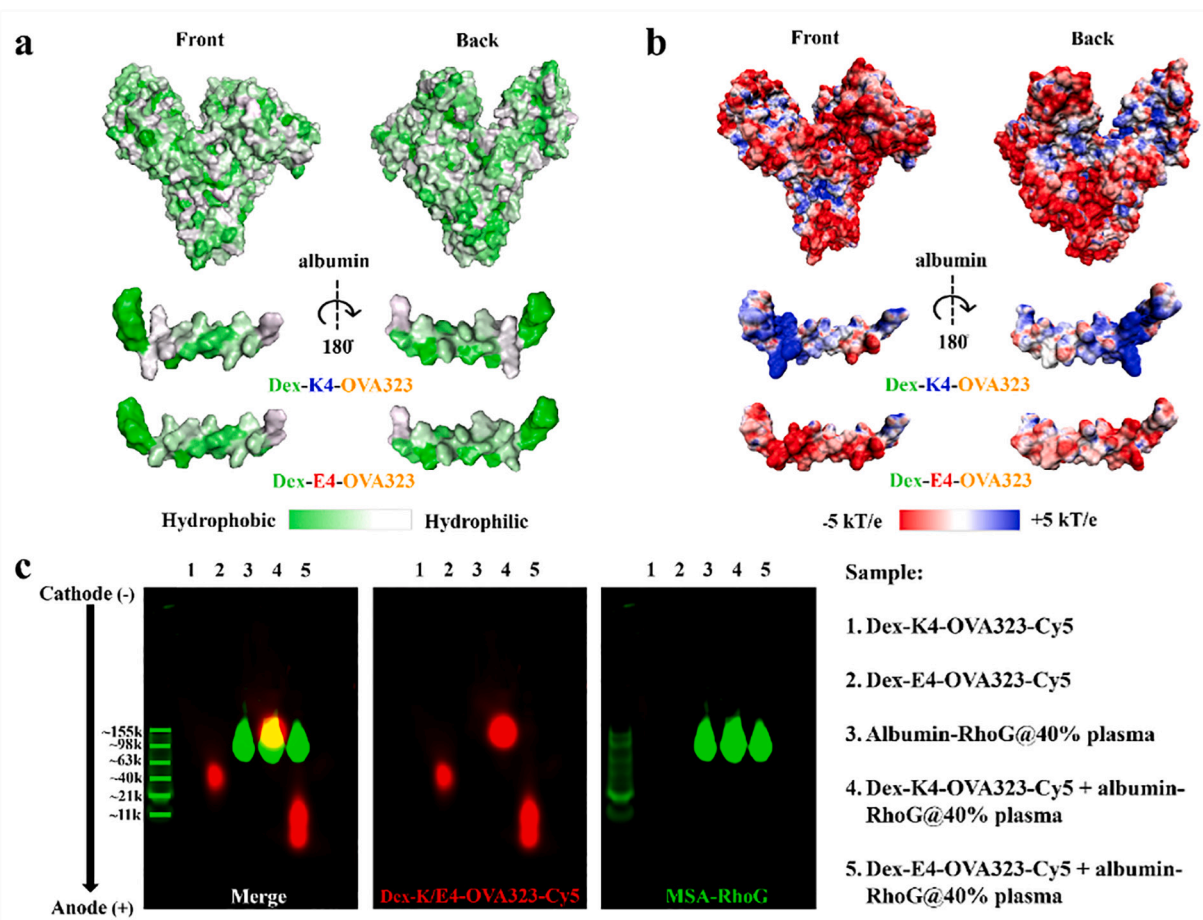 a
Front
Back
albumin
180°
Dex-K4-OVA323
Dex-E4-OVA323
Hydrophobic
Hydrophilic
b
Front
Back
albumin
180°
Dex-K4-OVA323
Dex-E4-OVA323
-5 kT/e
+5 kT/e
c
1 2 3 4 5
1 2 3 4 5
1 2 3 4 5
Cathode (-)
~155k
~98k
~63k
~40k
~21k
~11k
Anode (+)
Merge
Dex-K/E4-OVA323-Cy5
MSA-RhoG
Sample:
1. Dex-K4-OVA323-Cy5
2. Dex-E4-OVA323-Cy5
3. Albumin-RhoG@40% plasma
4. Dex-K4-OVA323-Cy5 + albumin-
RhoG@40% plasma
5. Dex-E4-OVA323-Cy5 + albumin-
RhoG@40% plasma